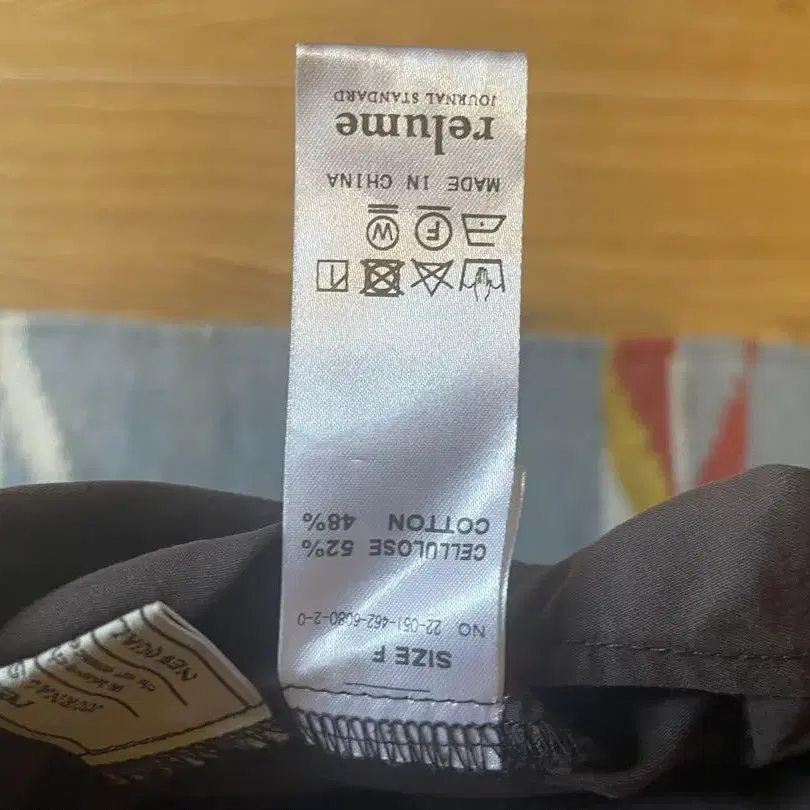 SIZE F
NO 22-051-462-6080-2-0
CELLULOSE 52%
COTTON 48%
F
W
MADE IN CHINA
relume
JOURNAL STANDARD